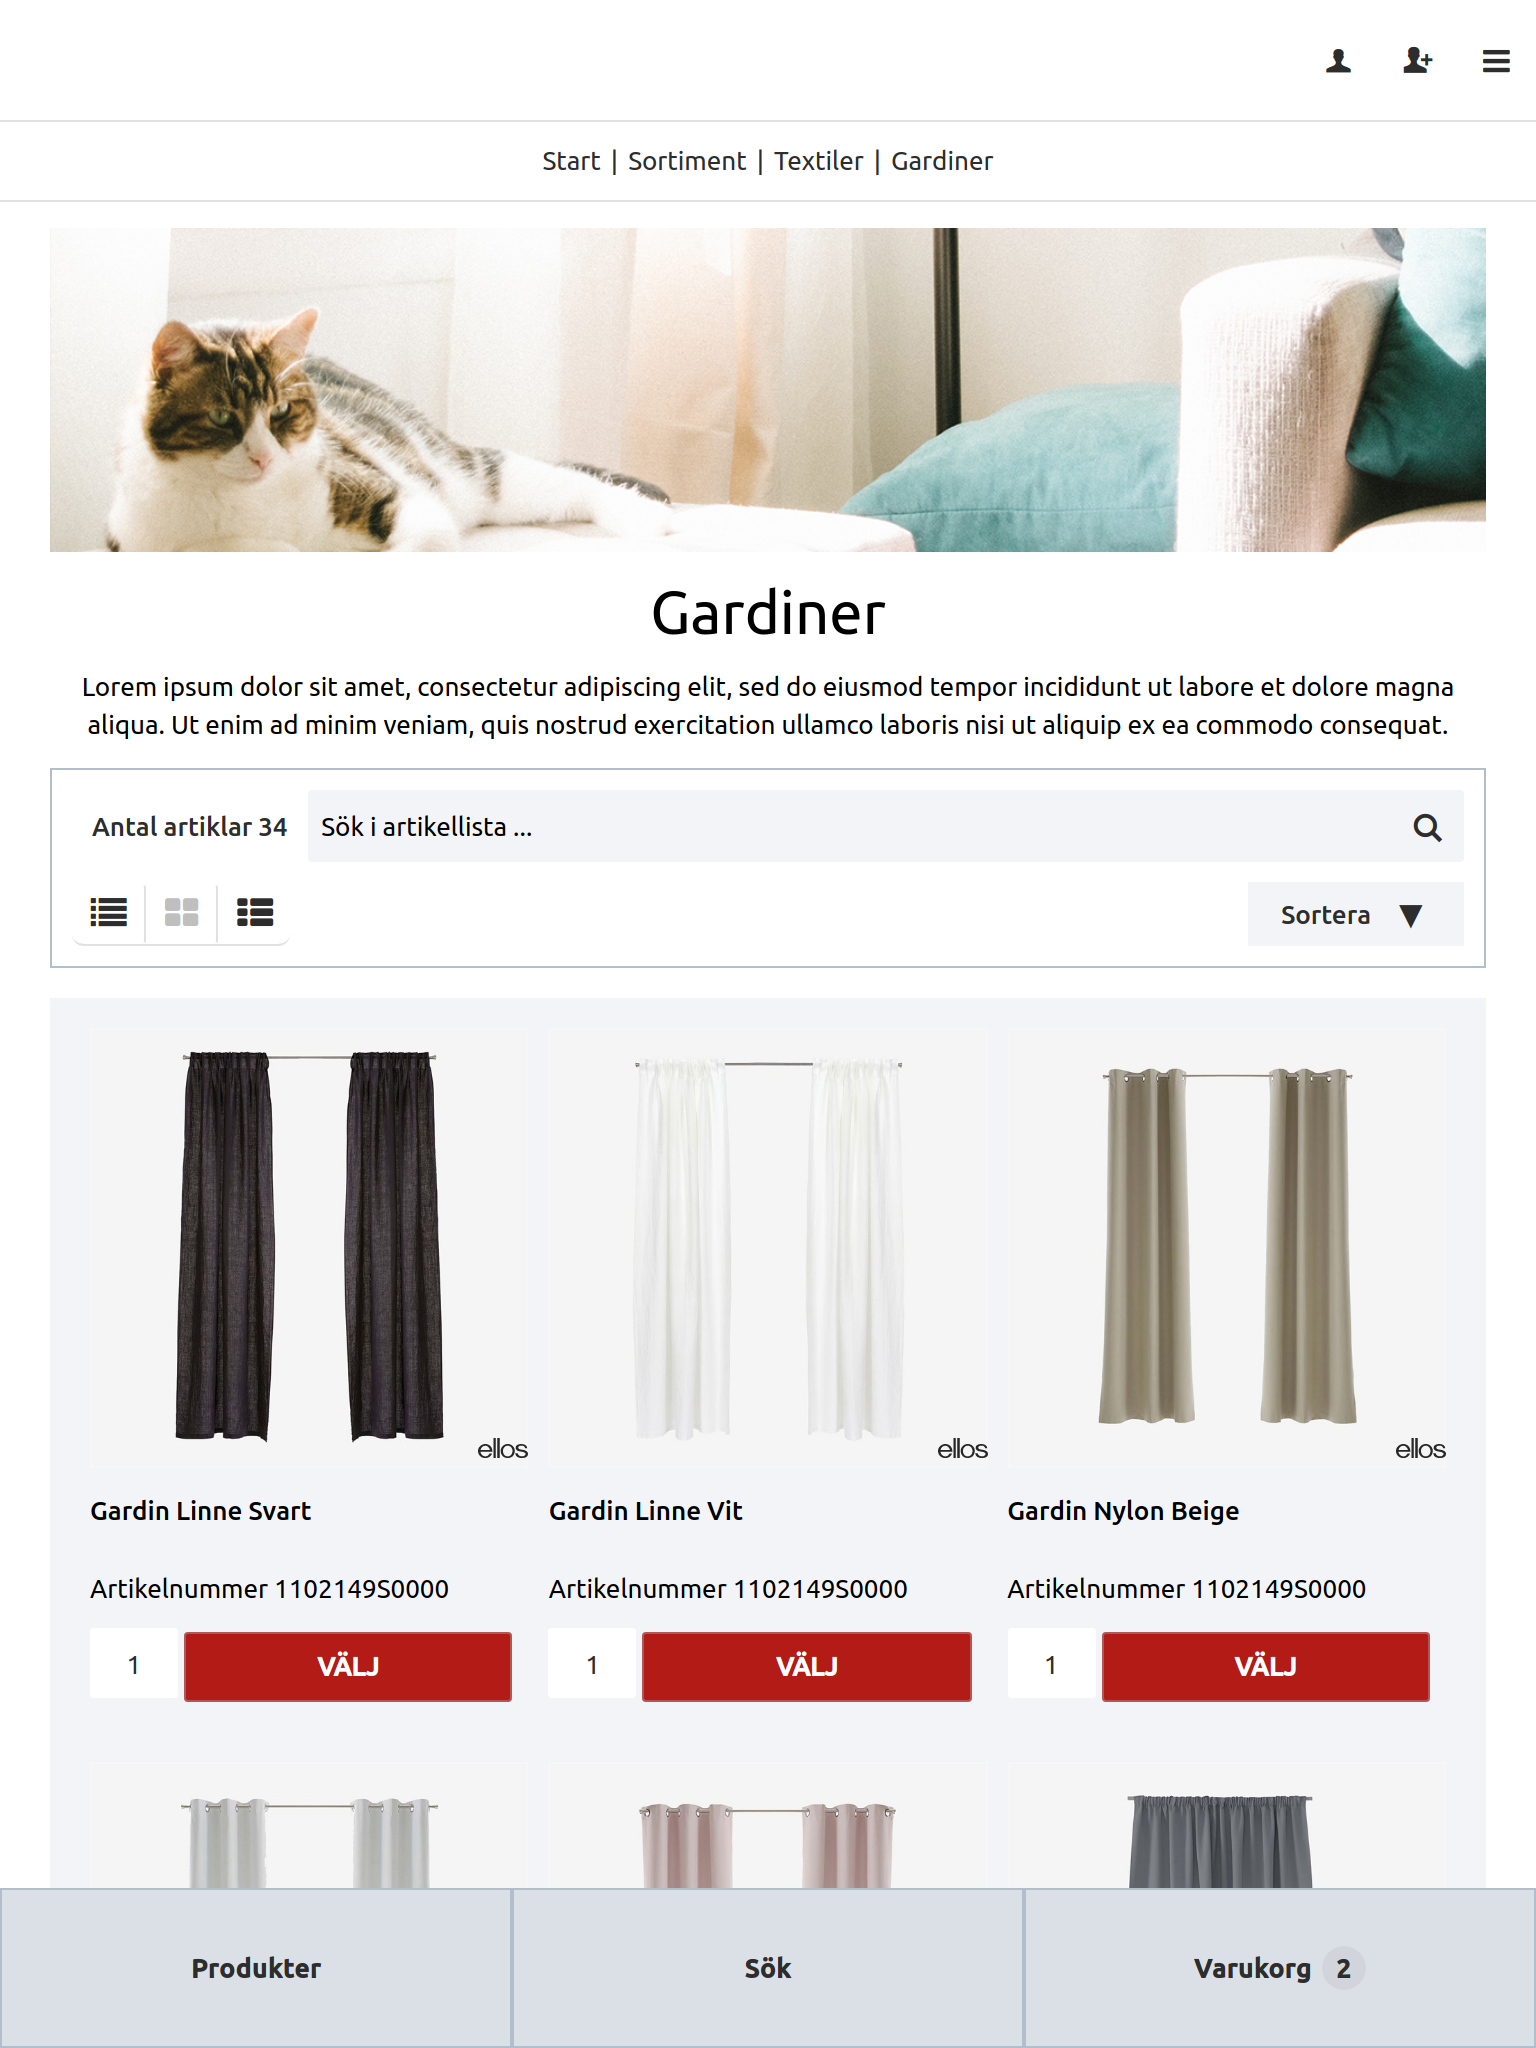 Start | Sortiment | Textiler | Gardiner
Gardiner
Lorem ipsum dolor sit amet, consectetur adipiscing elit, sed do eiusmod tempor incididunt ut labore et dolore magna
aliqua. Ut enim ad minim veniam, quis nostrud exercitation ullamco laboris nisi ut aliquip ex ea commodo consequat.
Antal artiklar 34
Sök i artikellista ...
Sortera ▼
ellos
ellos
ellos
Gardin Linne Svart
Gardin Linne Vit
Gardin Nylon Beige
Artikelnummer 1102149S0000
Artikelnummer 1102149S0000
Artikelnummer 1102149S0000
1 VÄLJ
1 VÄLJ
1 VÄLJ
Produkter
Sök
Varukorg 2